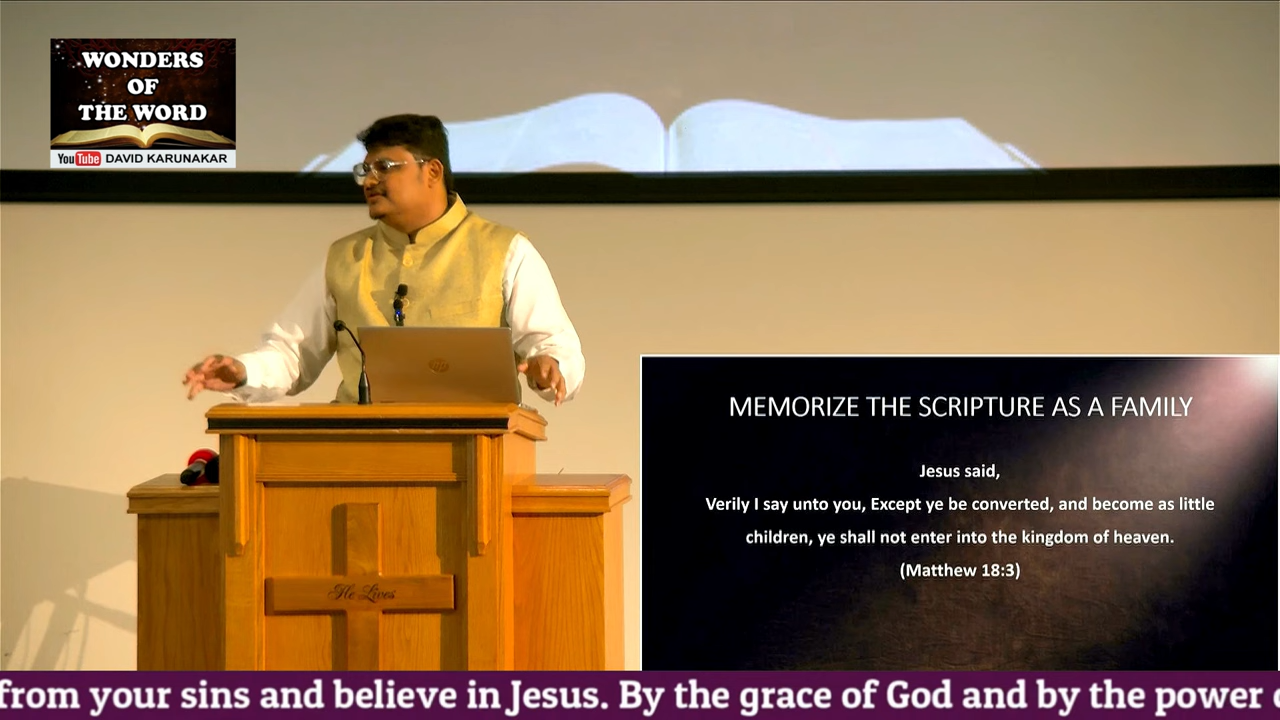 WONDERS
OF
THE WORD
YouTube DAVID KARUNAKAR
hp
MEMORIZE THE SCRIPTURE AS A FAMILY
Jesus said,
Verily I say unto you, Except ye be converted, and become as little
children, ye shall not enter into the kingdom of heaven.
(Matthew 18:3)
He Lives
from your sins and believe in Jesus. By the grace of God and by the power